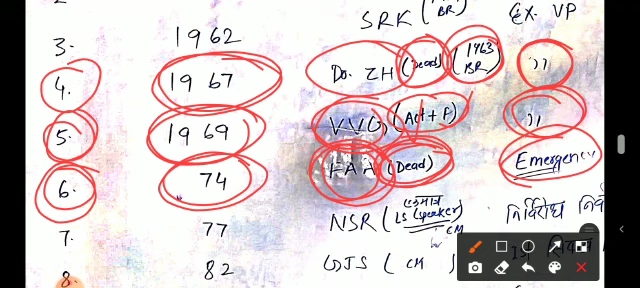 SRK ( BR) Ex. VP
3. 1962
4. 1967 Do. ZH (Dead) (1963 BR) ,,
5. 1969 VVG (Act + F) ,,
6. 74 FAA (Dead) Emergency
7. 77 NSR ( LS Speaker) CM निर्विरोध
8. 82 GJS ( CM )